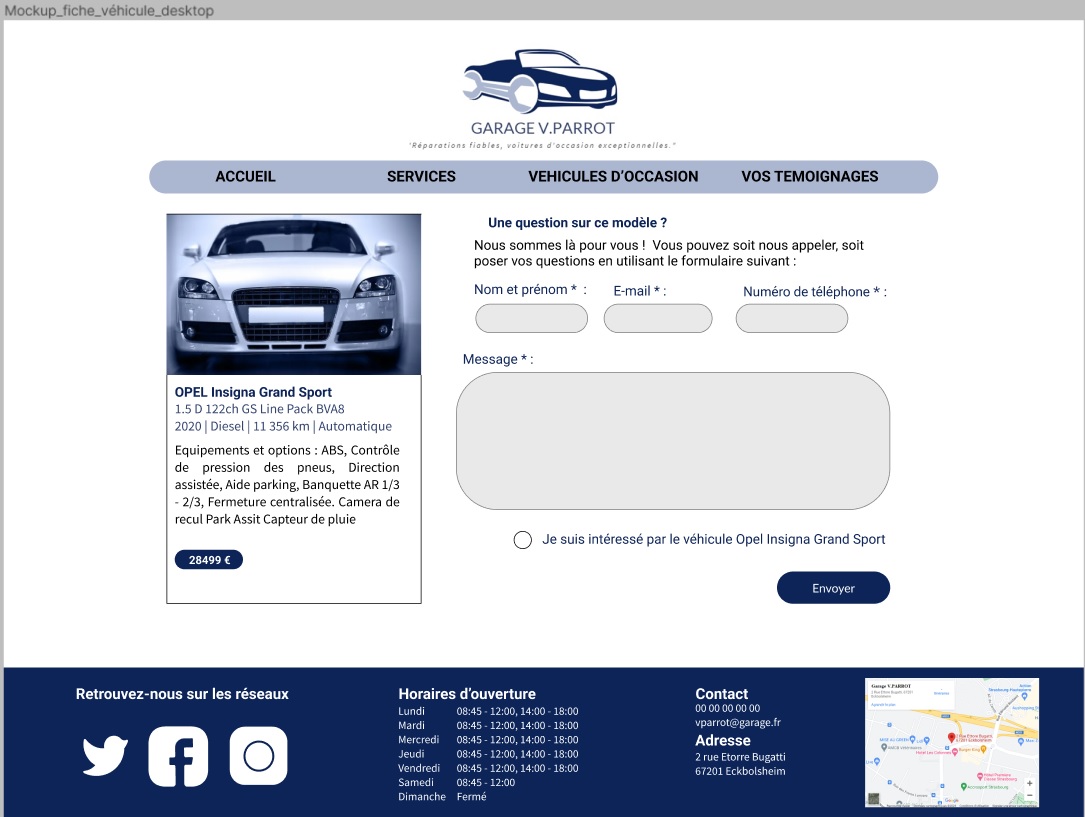 Mockup_fiche_véhicule_desktop
GARAGE V.PARROT
"Réparations fiables, voitures d'occasion exceptionnelles."
ACCUEIL SERVICES VEHICULES D'OCCASION VOS TEMOIGNAGES
OPEL Insigna Grand Sport
1.5 D 122ch GS Line Pack BVA8
2020 | Diesel | 11 356 km | Automatique
Equipements et options : ABS, Contrôle
de pression des pneus, Direction
assistée, Aide parking, Banquette AR 1/3
- 2/3, Fermeture centralisée. Camera de
recul Park Assit Capteur de pluie
28499 €
Une question sur ce modèle ?
Nous sommes là pour vous ! Vous pouvez soit nous appeler, soit
poser vos questions en utilisant le formulaire suivant :
Nom et prénom * : E-mail * : Numéro de téléphone * :
Message * :
Je suis intéressé par le véhicule Opel Insigna Grand Sport
Envoyer
Retrouvez-nous sur les réseaux
Horaires d'ouverture
Lundi 08:45 - 12:00, 14:00 - 18:00
Mardi 08:45 - 12:00, 14:00 - 18:00
Mercredi 08:45 - 12:00, 14:00 - 18:00
Jeudi 08:45 - 12:00, 14:00 - 18:00
Vendredi 08:45 - 12:00, 14:00 - 18:00
Samedi 08:45 - 12:00
Dimanche Fermé
Contact
00 00 00 00 00
vparrot@garage.fr
Adresse
2 rue Etorre Bugatti
67201 Eckbolsheim
Garage V.PARROT
Google